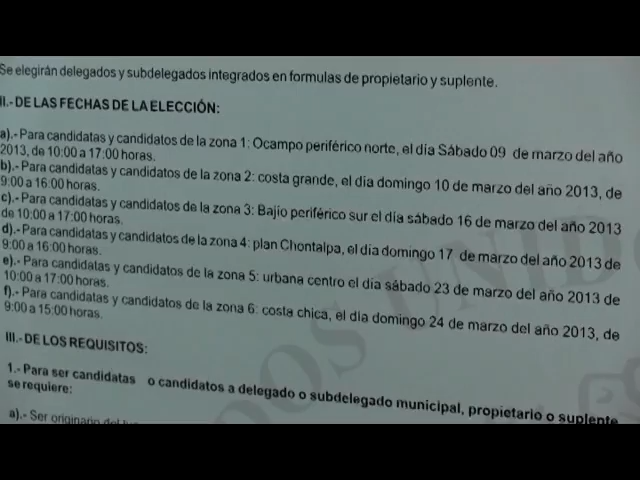 Se elegirán delegados y subdelegados integrados en formulas de propietario y suplente.
II.- DE LAS FECHAS DE LA ELECCIÓN:
a).- Para candidatas y candidatos de la zona 1: Ocampo periférico norte, el día Sábado 09 de marzo del año
2013, de 10:00 a 17:00 horas.
b).- Para candidatas y candidatos de la zona 2: costa grande, el día domingo 10 de marzo del año 2013, de
9:00 a 16:00 horas.
c).- Para candidatas y candidatos de la zona 3: Bajío periférico sur el día sábado 16 de marzo del año 2013
de 10:00 a 17:00 horas.
d).- Para candidatas y candidatos de la zona 4: plan Chontalpa, el día domingo 17 de marzo del año 2013 de
9:00 a 16:00 horas.
e).- Para candidatas y candidatos de la zona 5: urbana centro el día sábado 23 de marzo del año 2013 de
10:00 a 17:00 horas.
f).- Para candidatas y candidatos de la zona 6: costa chica, el día domingo 24 de marzo del año 2013, de
9:00 a 15:00 horas.
III.- DE LOS REQUISITOS:
1.- Para ser candidatas o candidatos a delegado o subdelegado municipal, propietario o suplente
se requiere:
a).- Ser originario del
DOS UNID